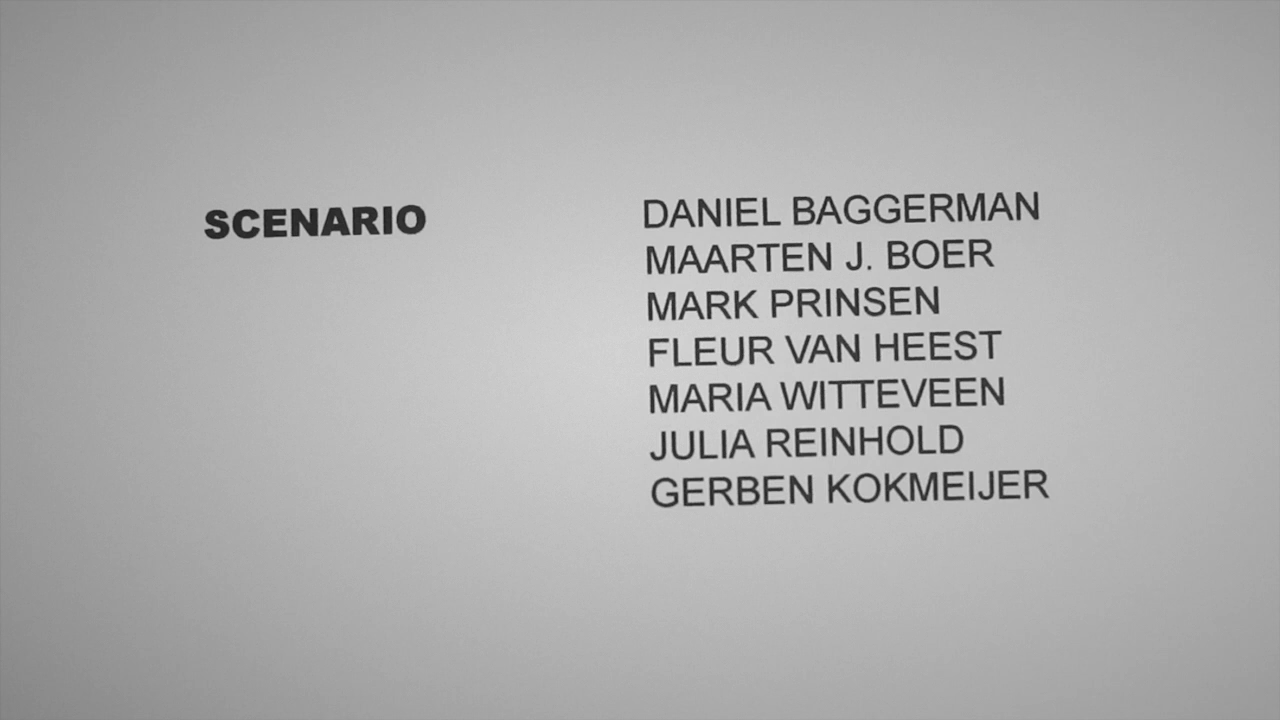 SCENARIO
DANIEL BAGGERMAN
MAARTEN J. BOER
MARK PRINSEN
FLEUR VAN HEEST
MARIA WITTEVEEN
JULIA REINHOLD
GERBEN KOKMEIJER